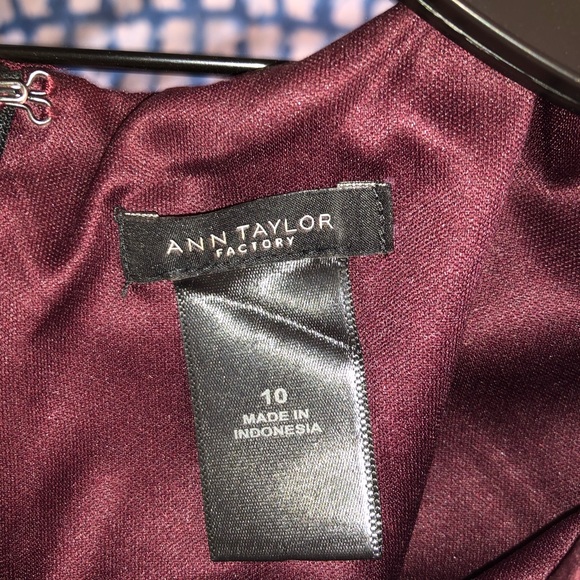 ANN TAYLOR
FACTORY
10
MADE IN
INDONESIA